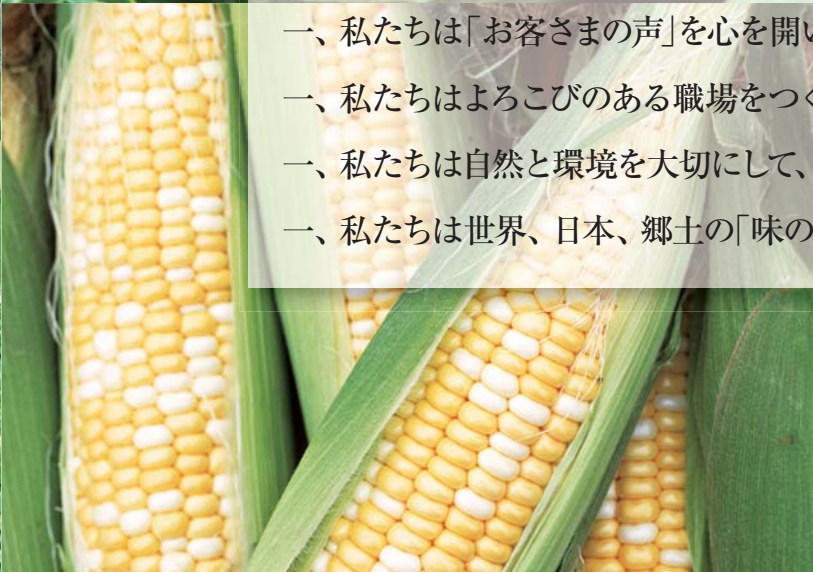 一、私たちは「お客さまの声」を心を開い
一、私たちはよろこびのある職場をつく
一、私たちは自然と環境を大切にして、
一、私たちは世界、日本、郷土の「味の